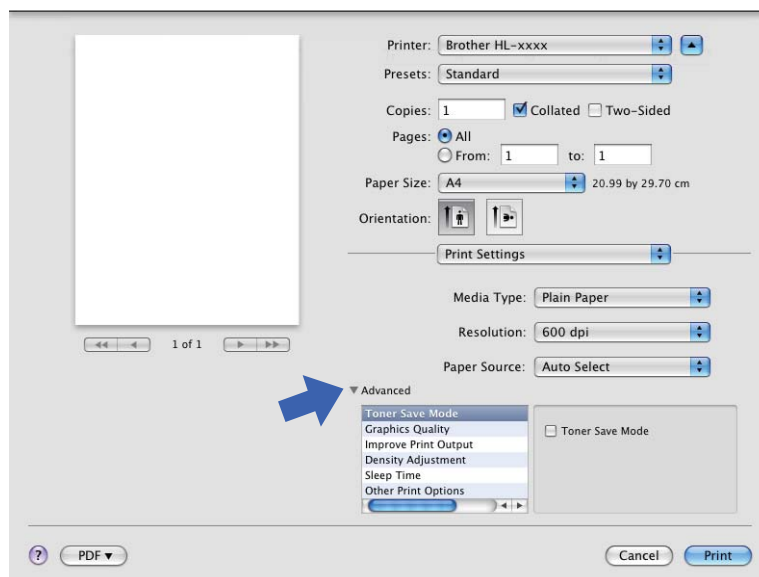 Printer: Brother HL-xxxx
Presets: Standard
Copies: 1 Collated Two-Sided
Pages: All
From: 1 to: 1
Paper Size: A4 20.99 by 29.70 cm
Orientation:
Print Settings
Media Type: Plain Paper
Resolution: 600 dpi
Paper Source: Auto Select
1 of 1
Advanced
Toner Save Mode
Graphics Quality
Improve Print Output
Density Adjustment
Sleep Time
Other Print Options
Toner Save Mode
? PDF Cancel Print